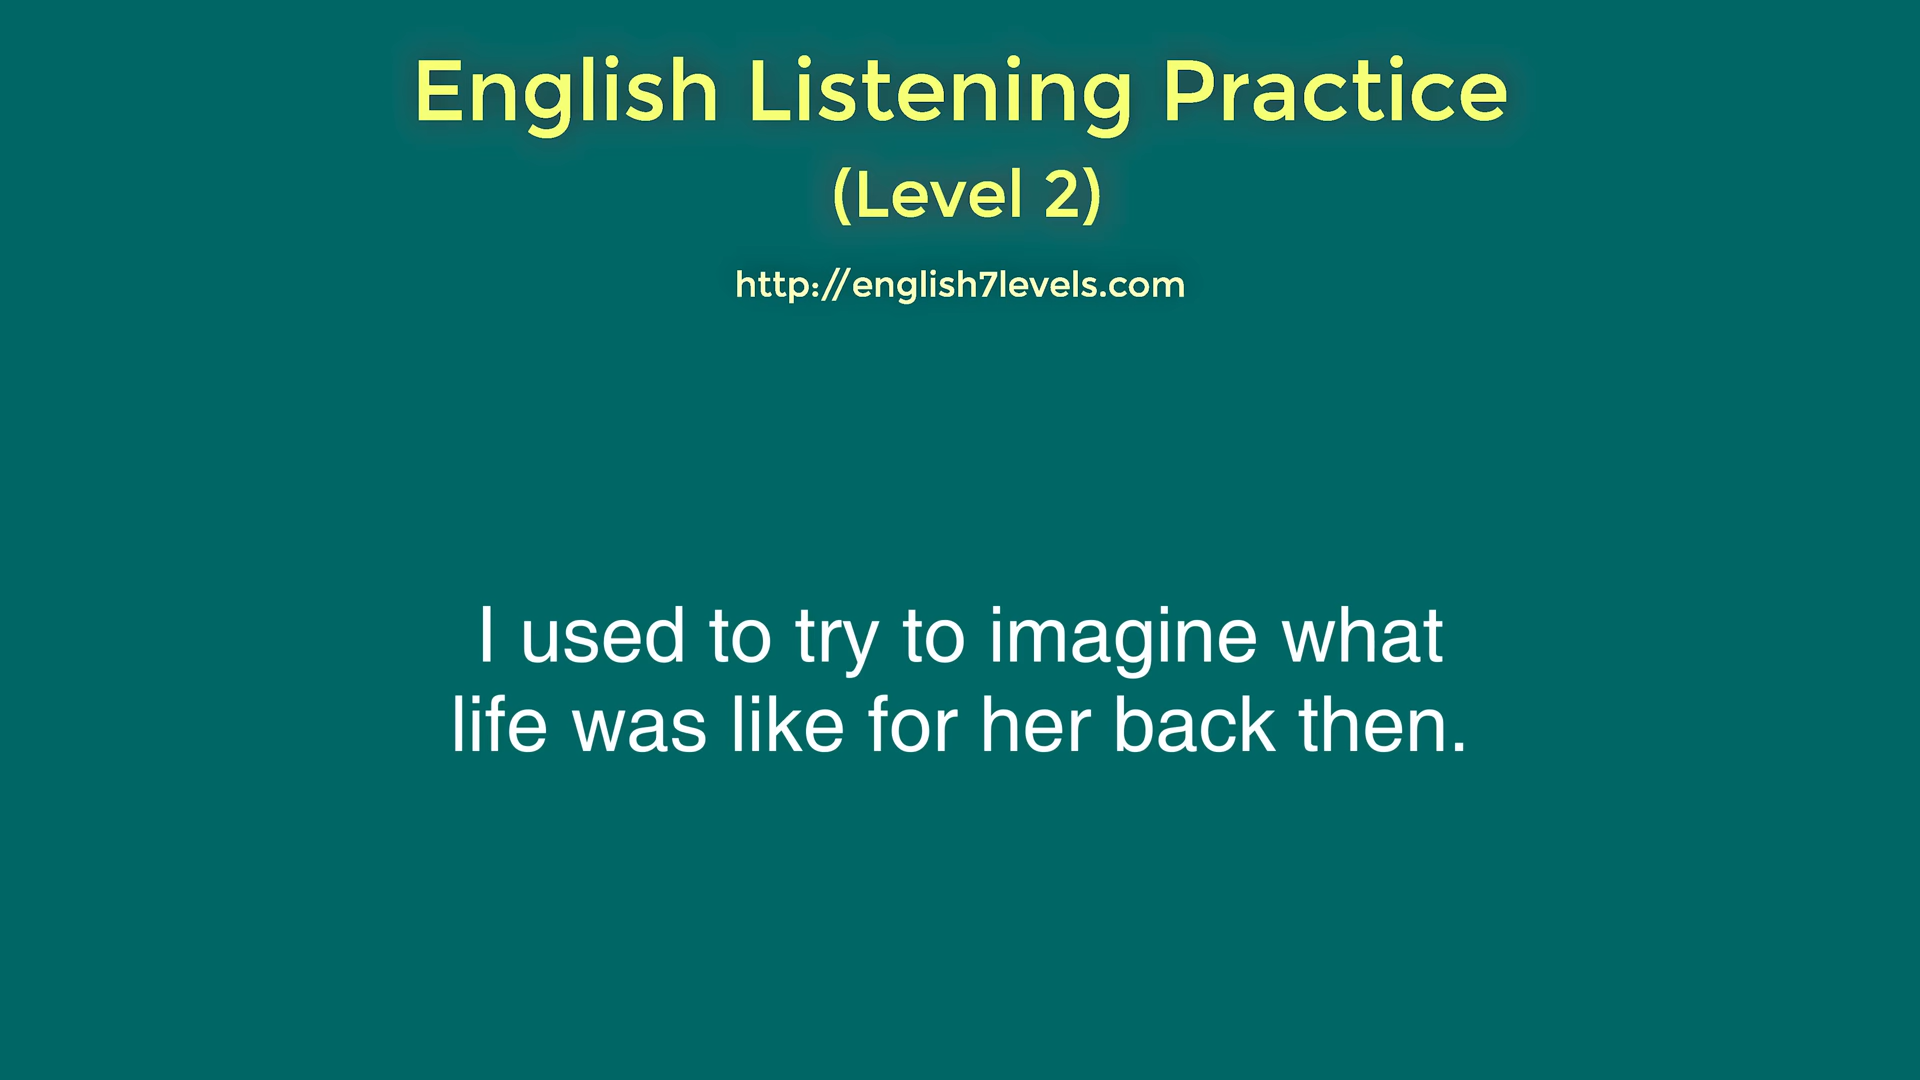 English Listening Practice
(Level 2)
http://english7levels.com
I used to try to imagine what
life was like for her back then.